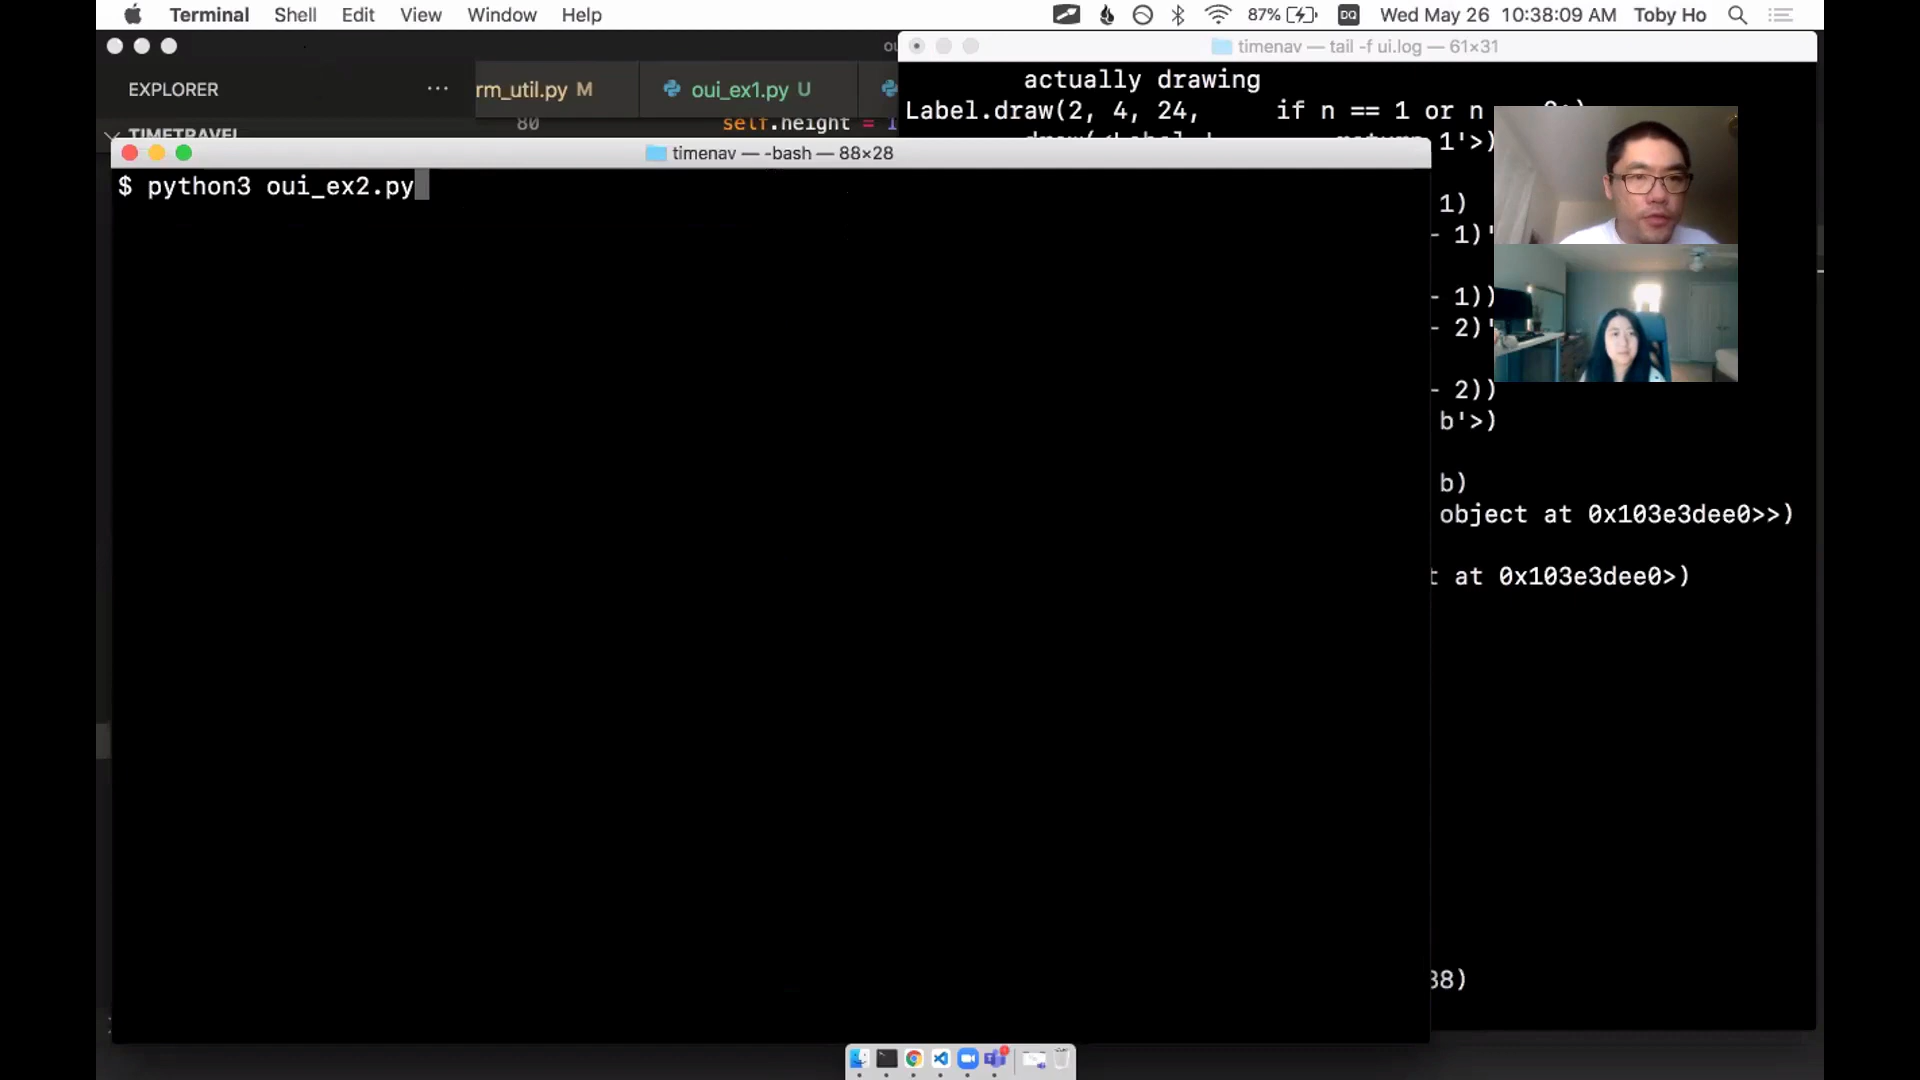 Terminal Shell Edit View Window Help 87% DQ Wed May 26 10:38:09 AM Toby Ho
timenav — tail -f ui.log — 61×31
EXPLORER ··· rm_util.py M oui_ex1.py U
actually drawing
Label.draw(2, 4, 24, if n == 1 or n
TIMETRAVEL 80 self.height =
1'>)
timenav — -bash — 88×28
$ python3 oui_ex2.py
1)
- 1)'
- 1))
- 2)'
- 2))
b'>)
b)
object at 0x103e3dee0>>)
t at 0x103e3dee0>)
38)